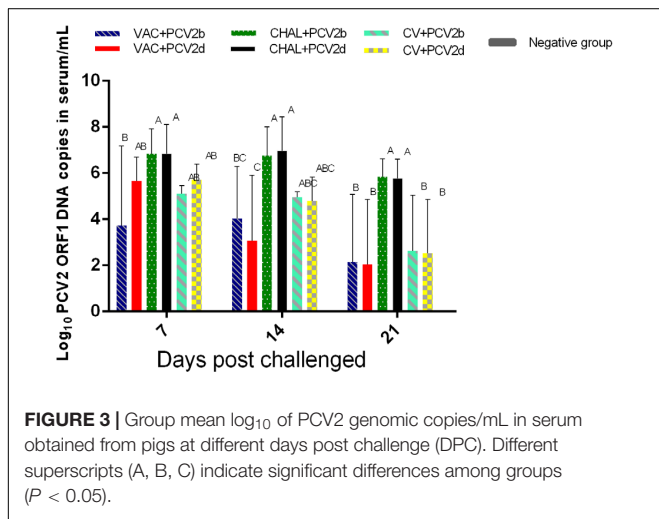 VAC+PCV2b CHAL+PCV2b CV+PCV2b Negative group
VAC+PCV2d CHAL+PCV2d CV+PCV2d
Log10 PCV2 ORF1 DNA copies in serum/mL
10
8
6
4
2
0
B AB A A AB AB
BC C A A ABC ABC
B B A A B B
7 14 21
Days post challenged
FIGURE 3 | Group mean log10 of PCV2 genomic copies/mL in serum
obtained from pigs at different days post challenge (DPC). Different
superscripts (A, B, C) indicate significant differences among groups
(P < 0.05).